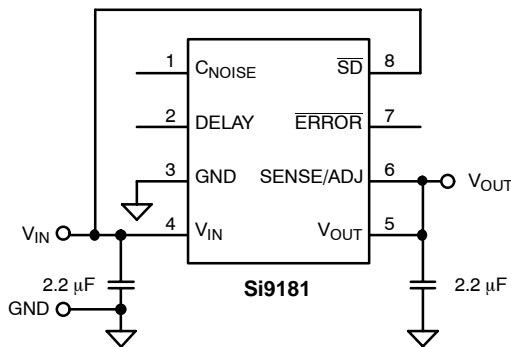 1 C_NOISE SD 8
2 DELAY ERROR 7
3 GND SENSE/ADJ 6 V_OUT
4 V_IN V_OUT 5
V_IN
2.2 μF Si9181 2.2 μF
GND